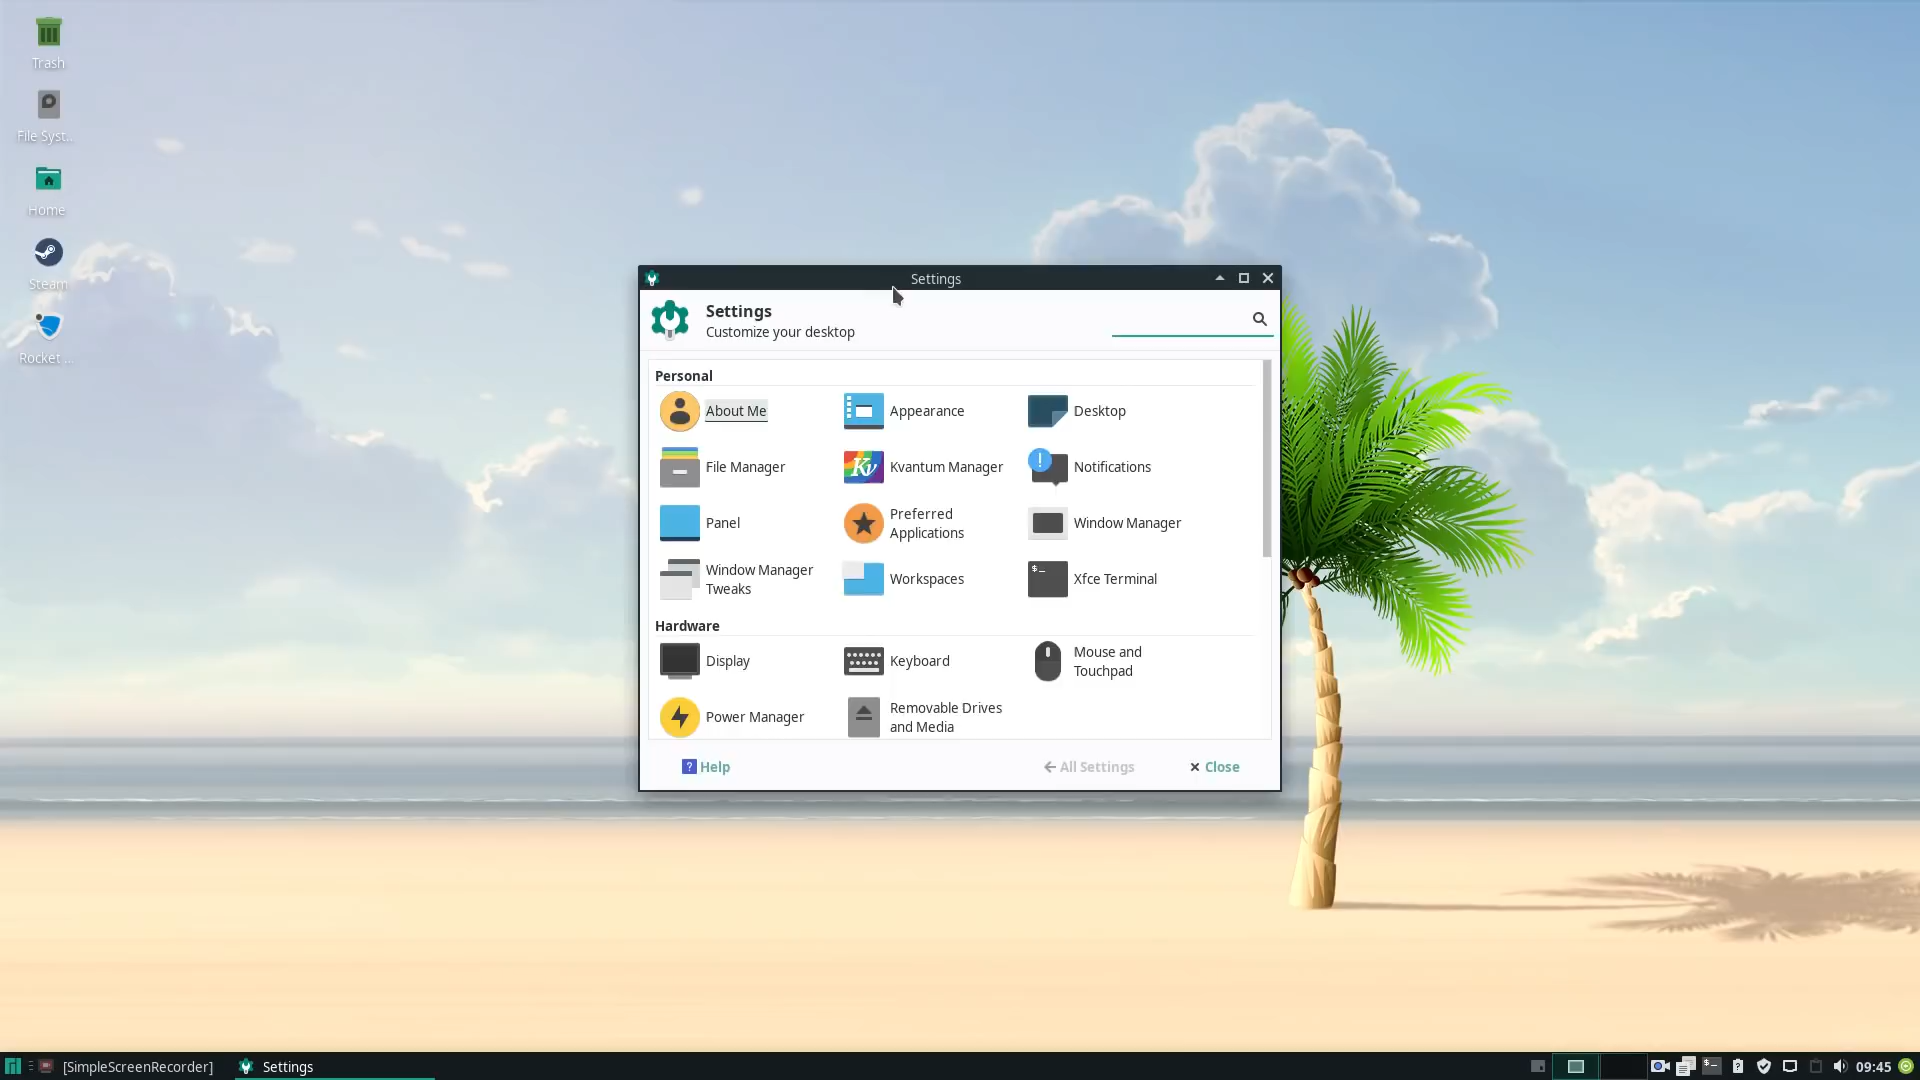 Trash
File Syst...
Home
Steam
Rocket ...
Settings
Settings
Customize your desktop
Personal
About Me
Appearance
Desktop
File Manager
Kv
Kvantum Manager
!
Notifications
Panel
Preferred
Applications
Window Manager
Window Manager
Tweaks
Workspaces
$_
Xfce Terminal
Hardware
Display
Keyboard
Mouse and
Touchpad
Power Manager
Removable Drives
and Media
? Help
All Settings
Close
[SimpleScreenRecorder]
Settings
09:45